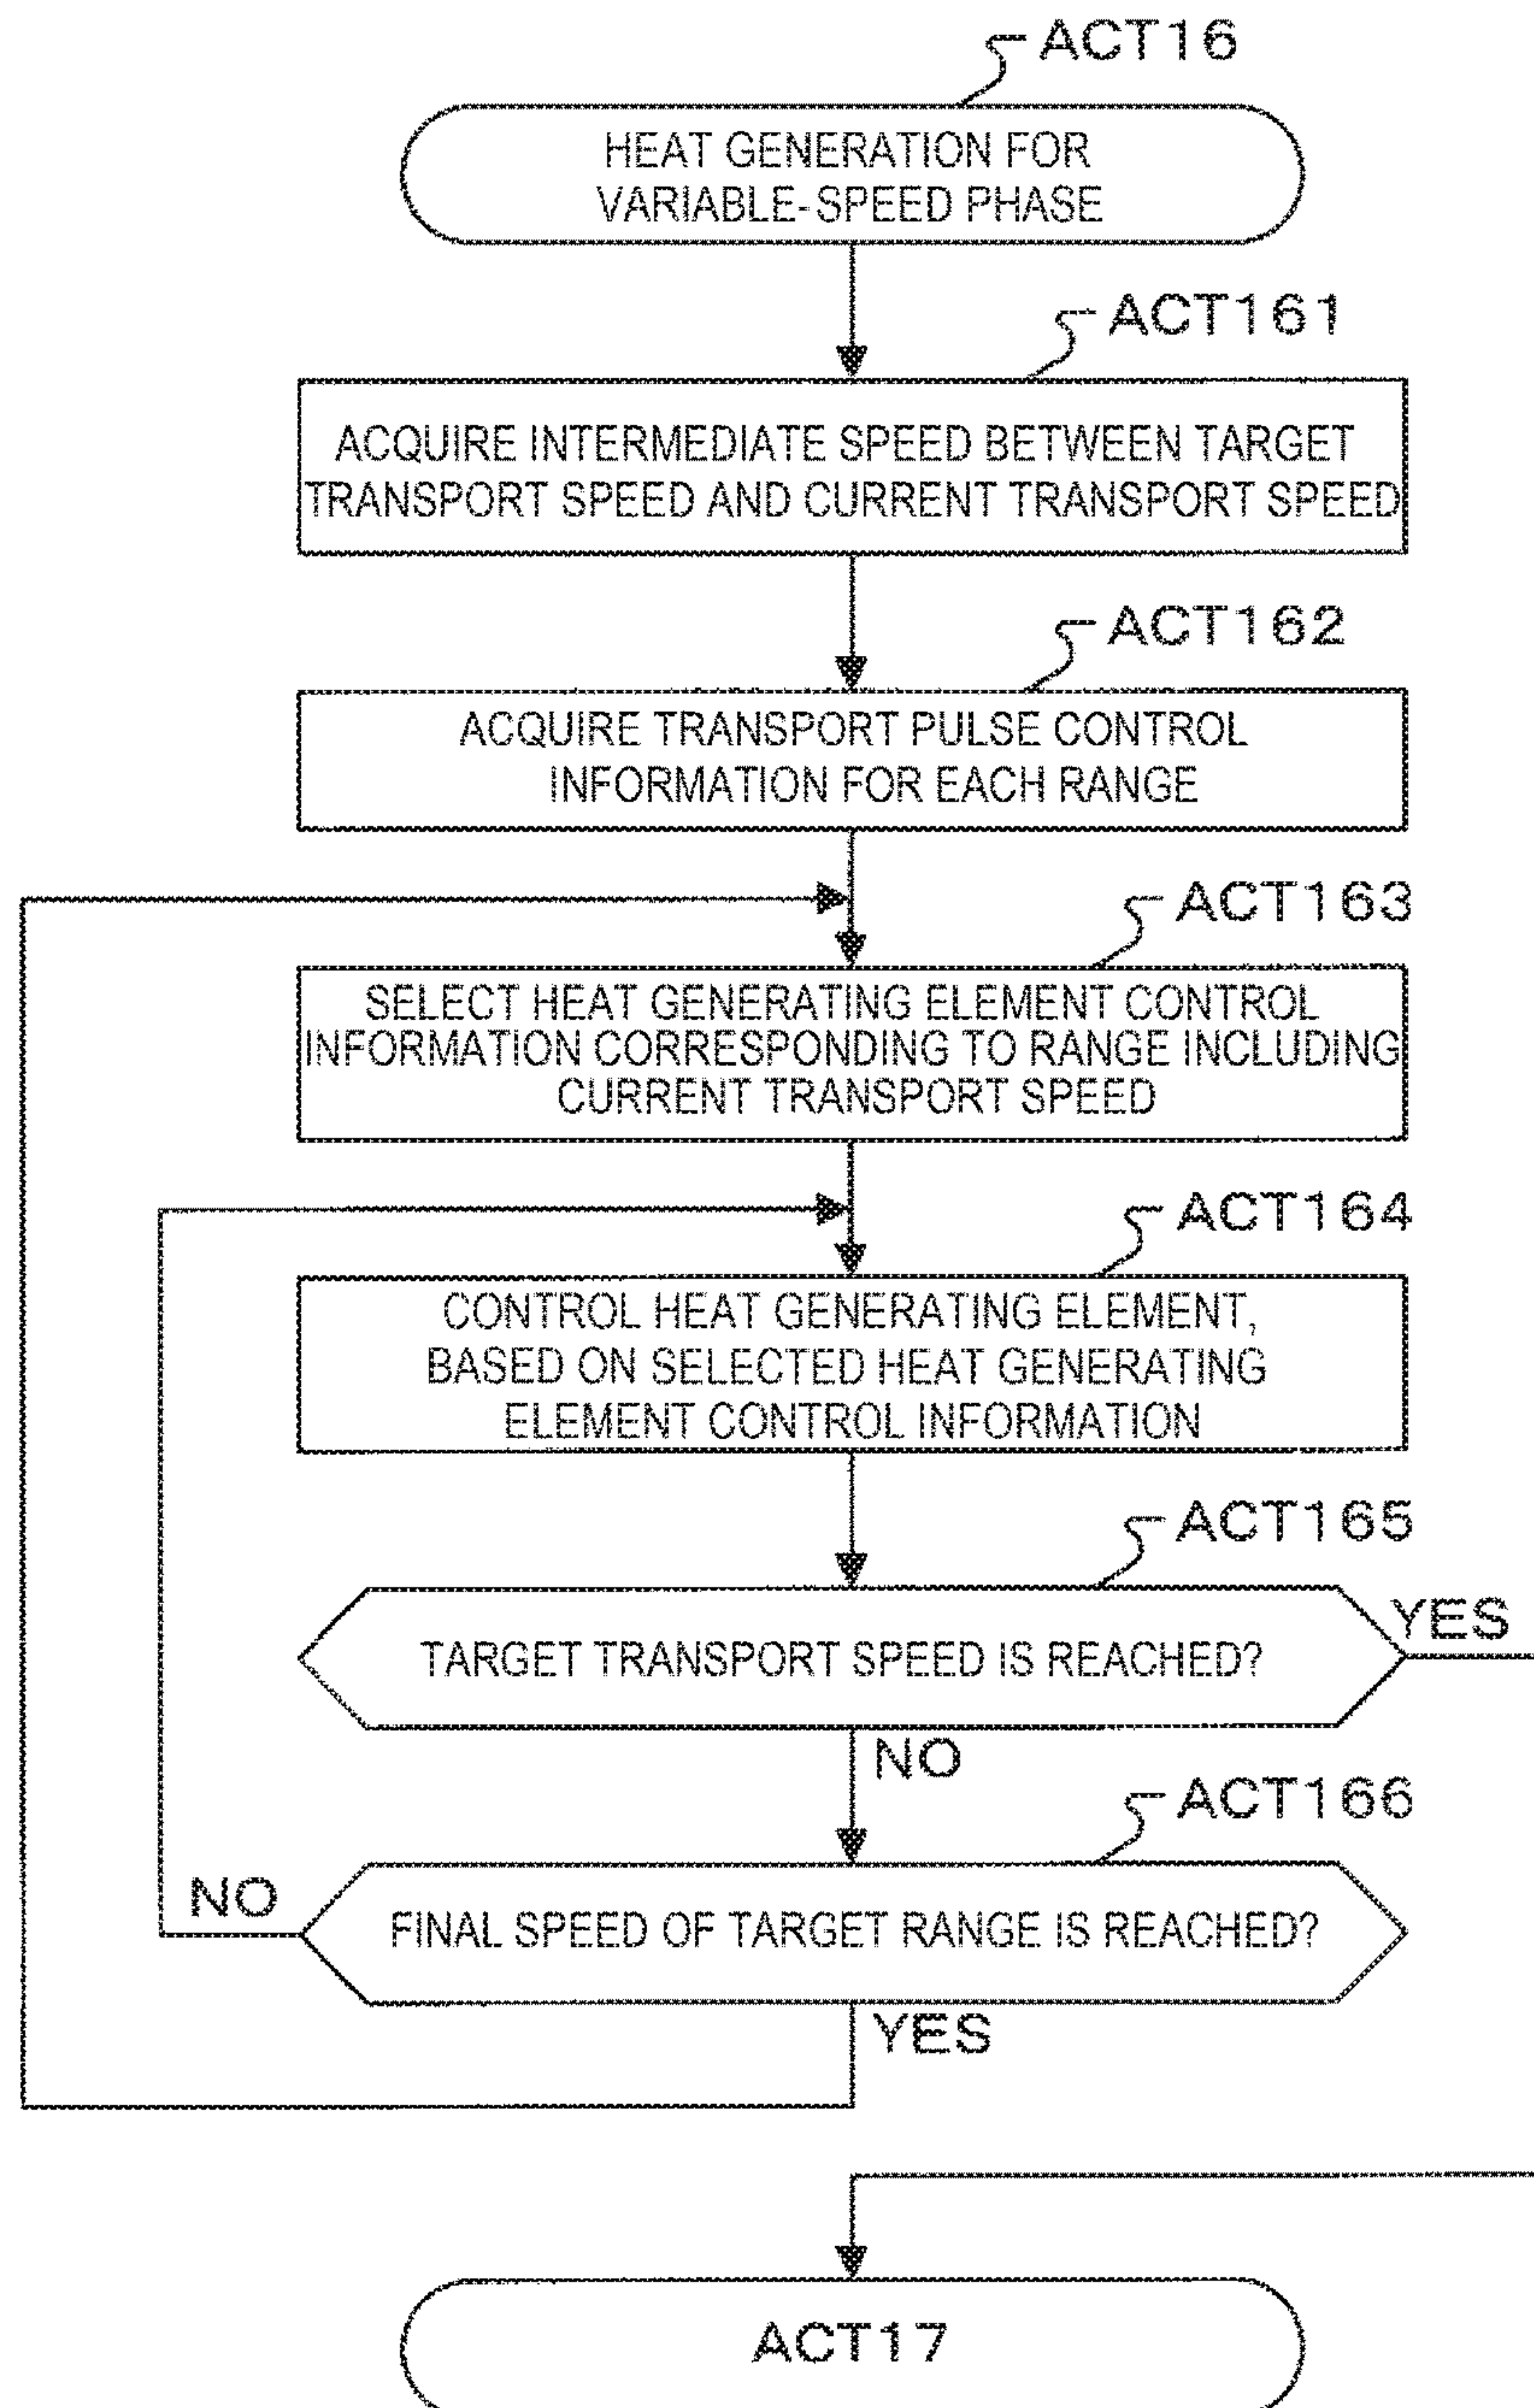 ACT16
HEAT GENERATION FOR
VARIABLE-SPEED PHASE
ACT161
ACQUIRE INTERMEDIATE SPEED BETWEEN TARGET
TRANSPORT SPEED AND CURRENT TRANSPORT SPEED
ACT162
ACQUIRE TRANSPORT PULSE CONTROL
INFORMATION FOR EACH RANGE
ACT163
SELECT HEAT GENERATING ELEMENT CONTROL
INFORMATION CORRESPONDING TO RANGE INCLUDING
CURRENT TRANSPORT SPEED
ACT164
CONTROL HEAT GENERATING ELEMENT,
BASED ON SELECTED HEAT GENERATING
ELEMENT CONTROL INFORMATION
ACT165
YES
TARGET TRANSPORT SPEED IS REACHED?
NO
ACT166
NO
FINAL SPEED OF TARGET RANGE IS REACHED?
YES
ACT17